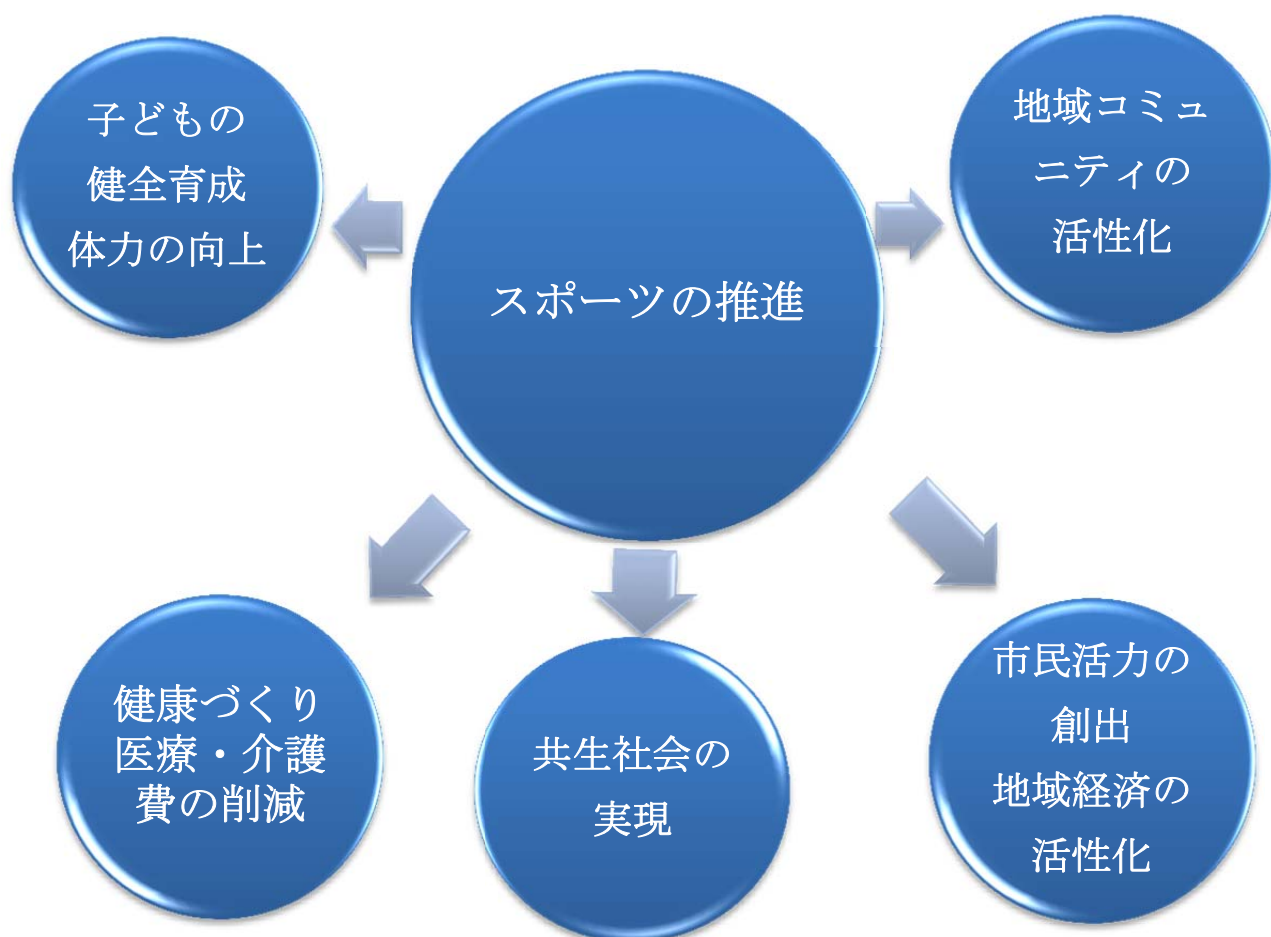 子どもの
健全育成
体力の向上
スポーツの推進
地域コミュ
ニティの
活性化
健康づくり
医療・介護
費の削減
共生社会の
実現
市民活力の
創出
地域経済の
活性化